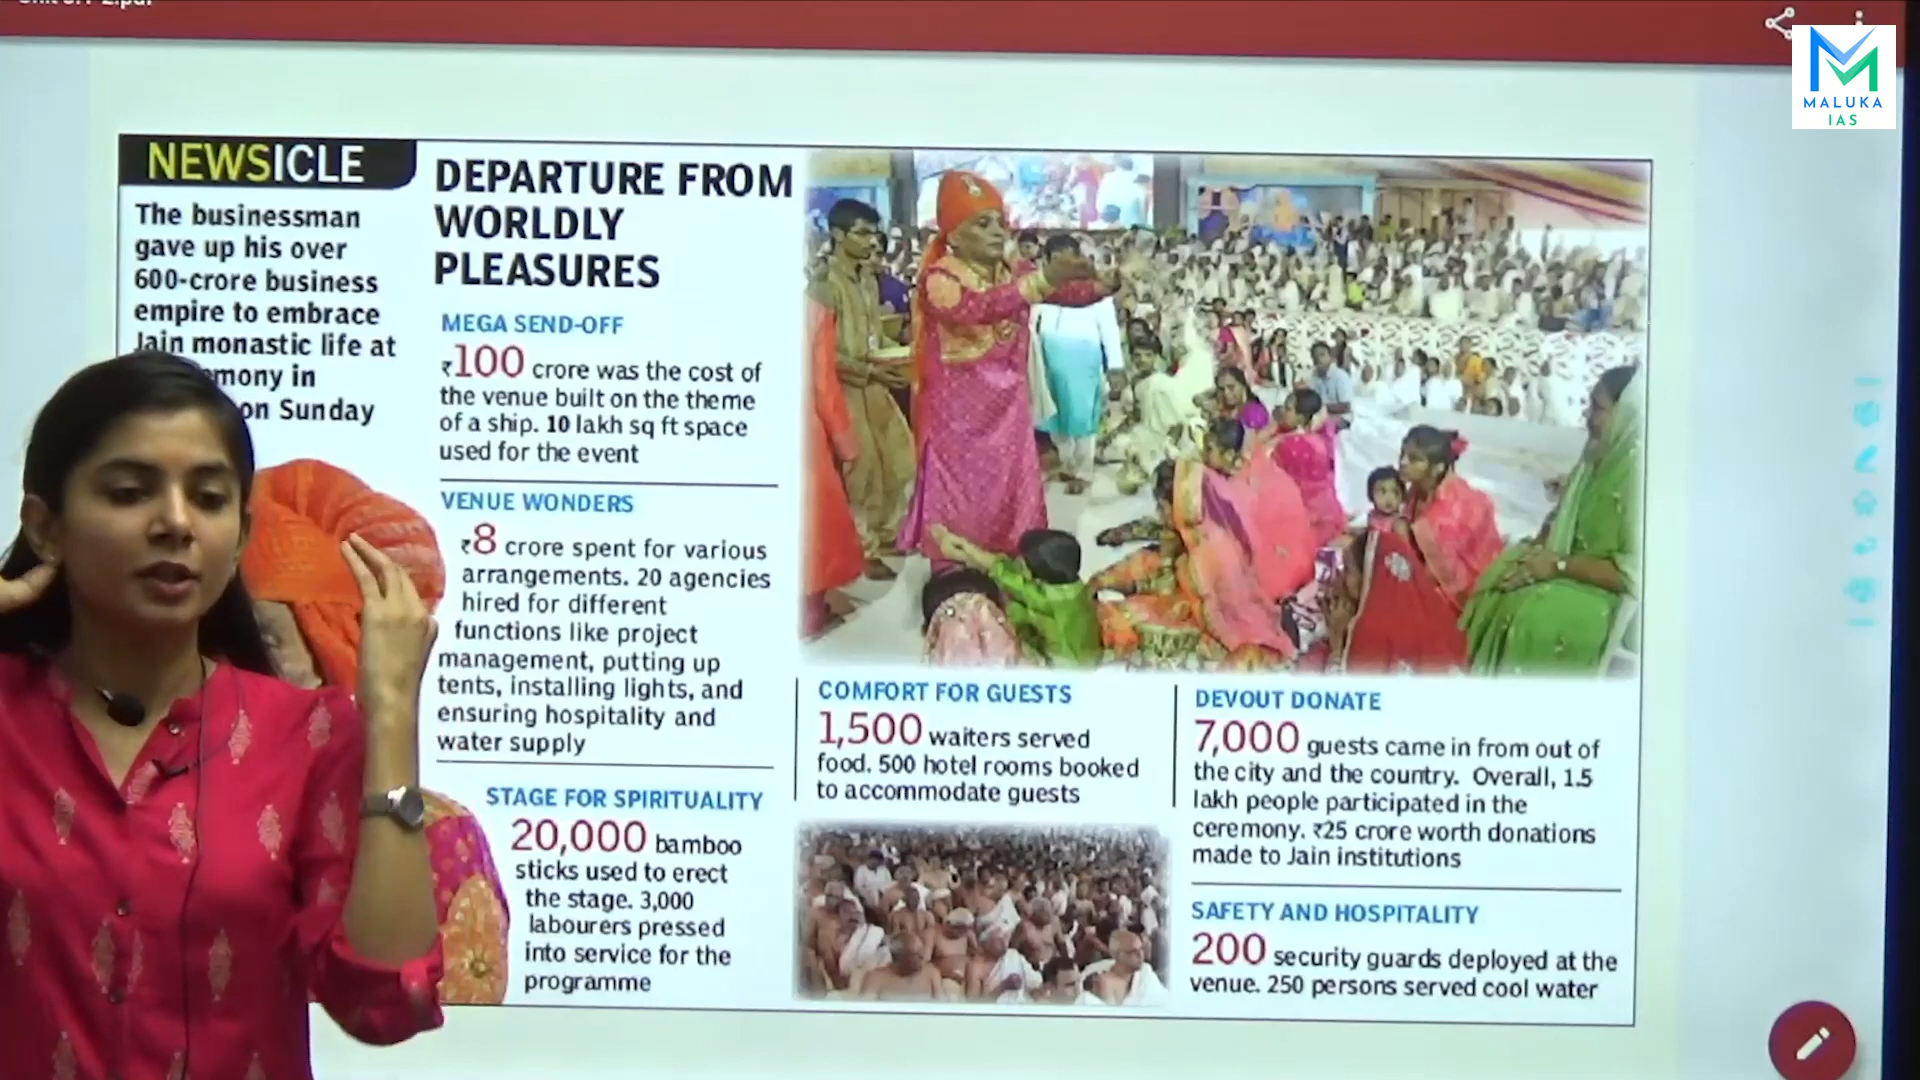 MALUKA
IAS
NEWSICLE
The businessman
gave up his over
600-crore business
empire to embrace
Jain monastic life at
in
on Sunday
DEPARTURE FROM
WORLDLY
PLEASURES
MEGA SEND-OFF
₹100 crore was the cost of
the venue built on the theme
of a ship. 10 lakh sq ft space
used for the event
VENUE WONDERS
₹8 crore spent for various
arrangements. 20 agencies
hired for different
functions like project
management, putting up
tents, installing lights, and
ensuring hospitality and
water supply
STAGE FOR SPIRITUALITY
20,000 bamboo
sticks used to erect
the stage. 3,000
labourers pressed
into service for the
programme
COMFORT FOR GUESTS
1,500 waiters served
food. 500 hotel rooms booked
to accommodate guests
DEVOUT DONATE
7,000 guests came in from out of
the city and the country. Overall, 1.5
lakh people participated in the
ceremony. ₹25 crore worth donations
made to Jain institutions
SAFETY AND HOSPITALITY
200 security guards deployed at the
venue. 250 persons served cool water